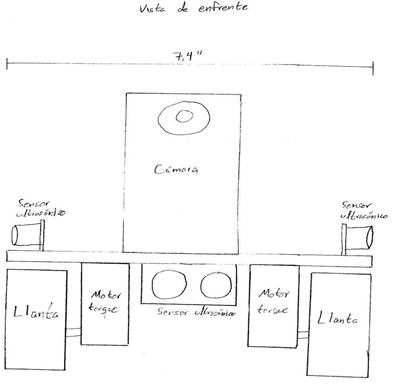 Vista de enfrente
7,4"
Cámara
Sensor
ultrasónico
Sensor
ultrasónico
Llanta
Motor
torque
Sensor ultrasónico
Motor
torque
Llanta